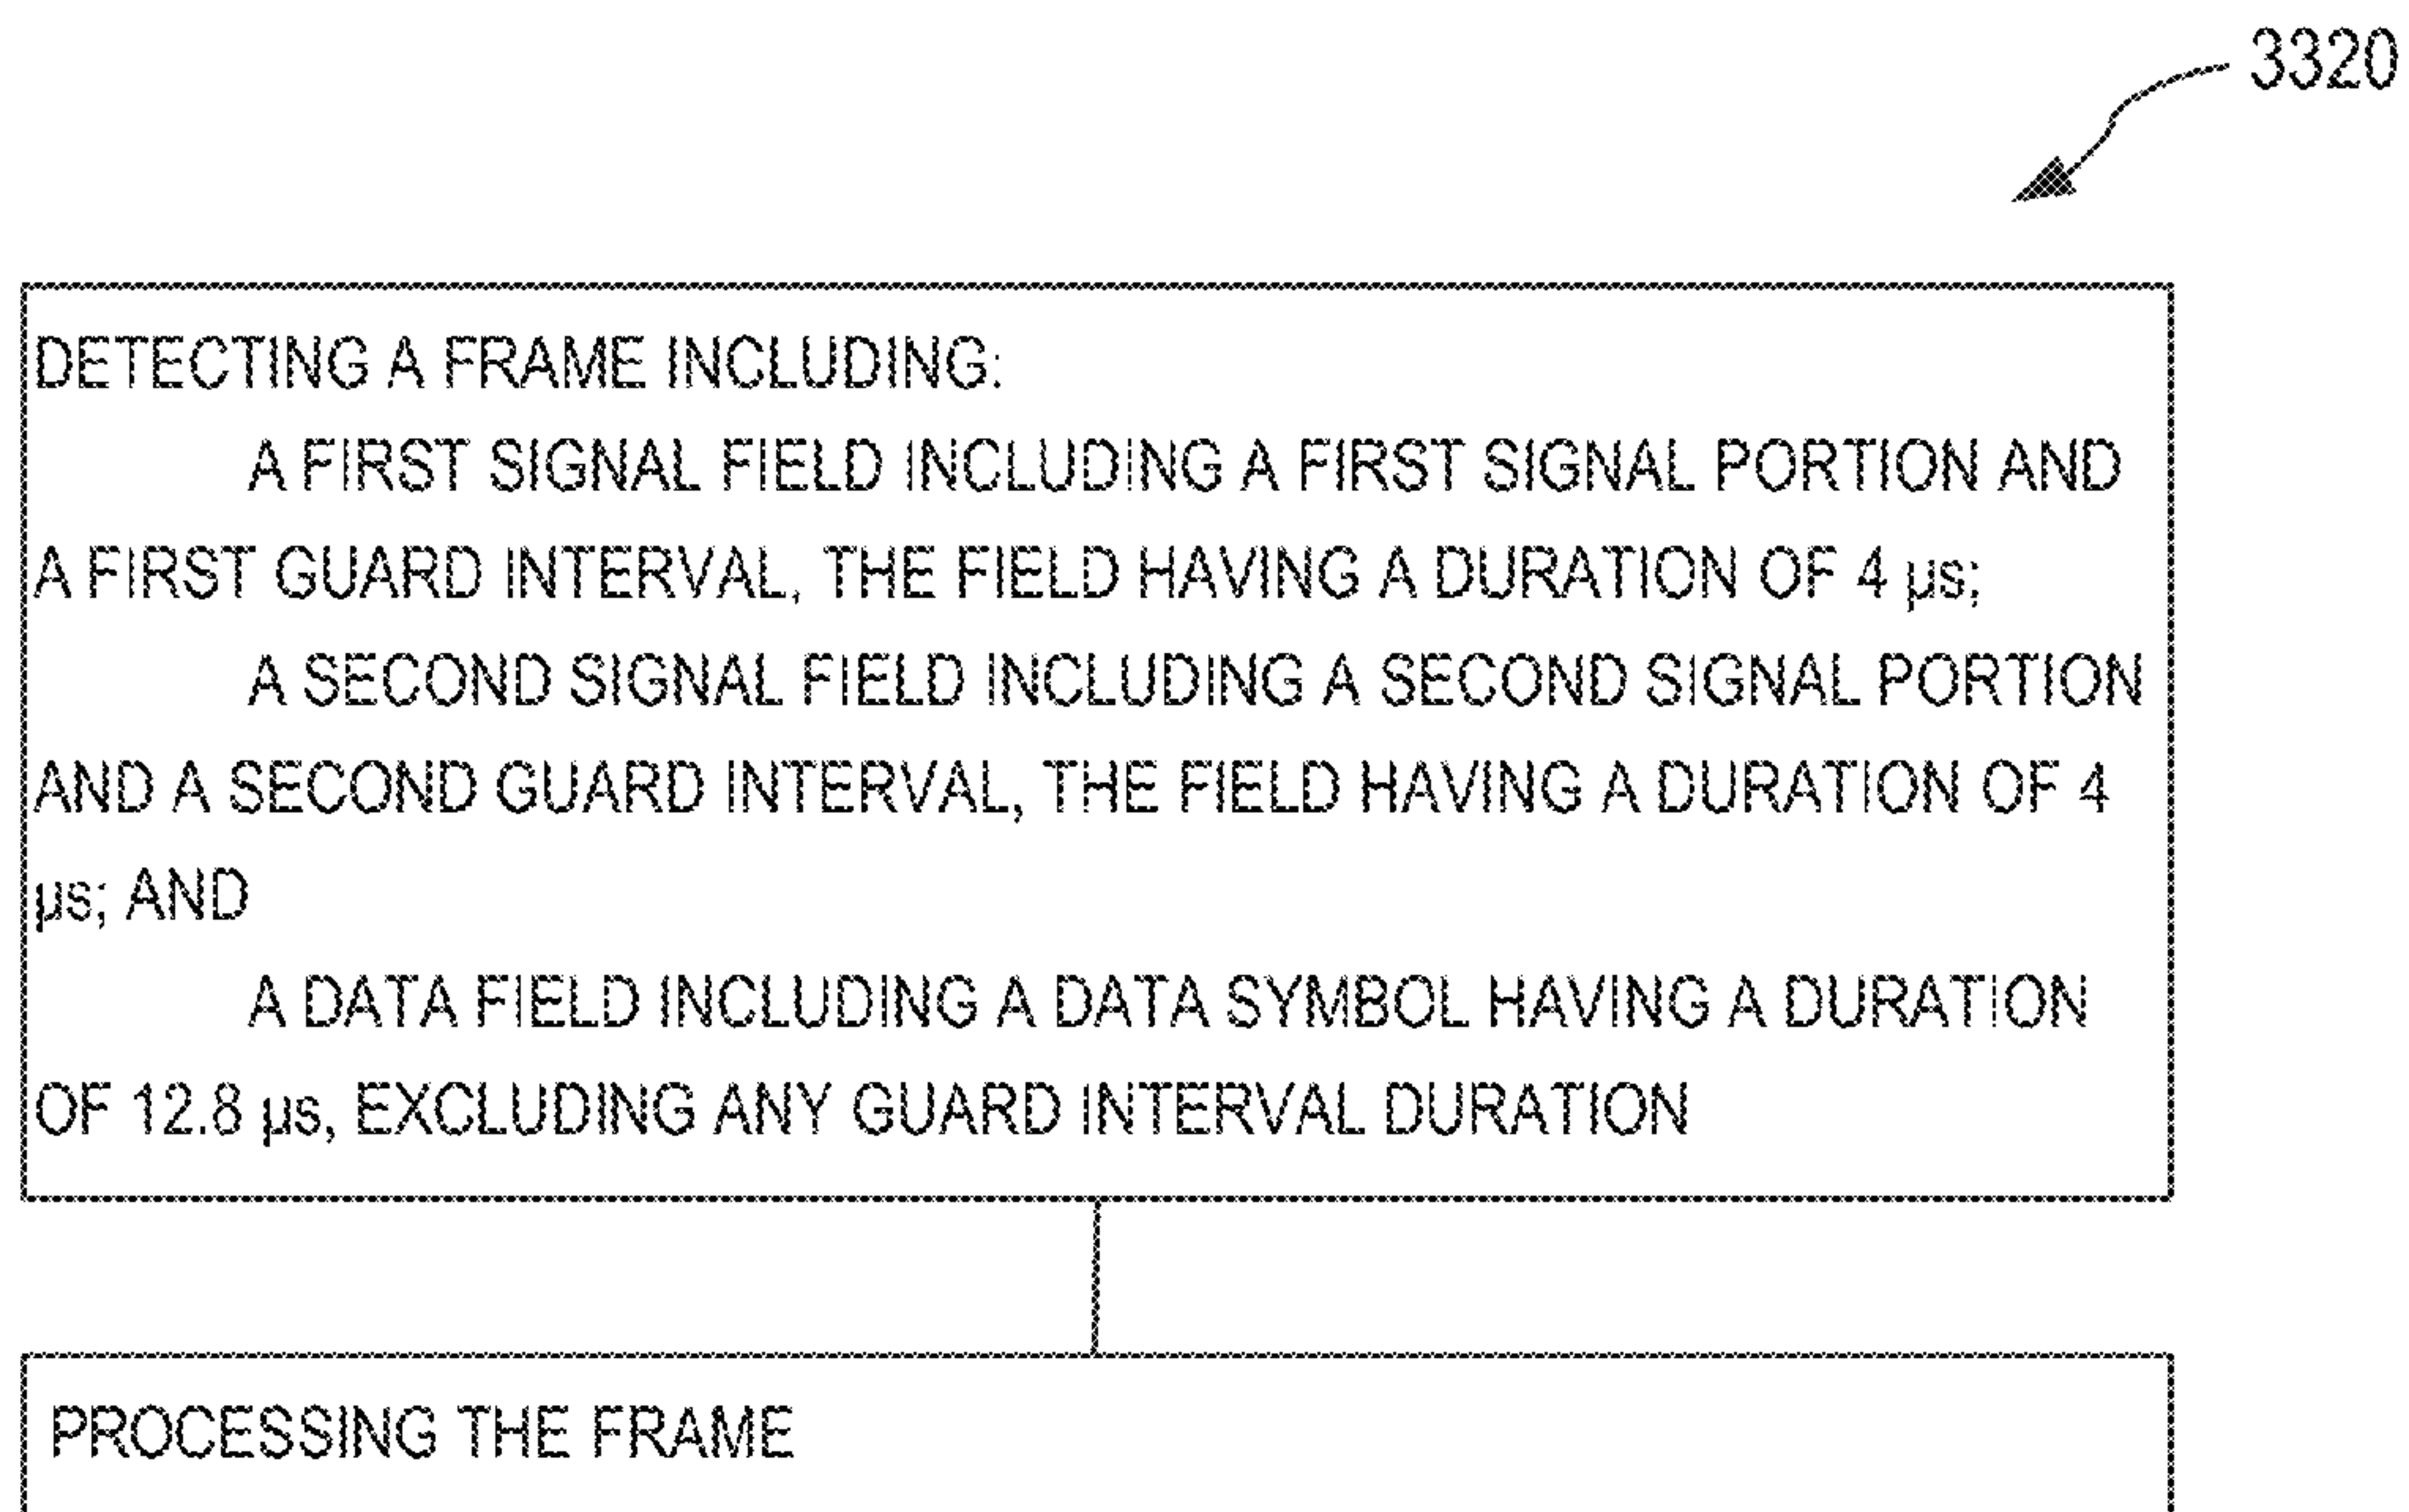 3320
DETECTING A FRAME INCLUDING:
A FIRST SIGNAL FIELD INCLUDING A FIRST SIGNAL PORTION AND
A FIRST GUARD INTERVAL, THE FIELD HAVING A DURATION OF 4 µs;
A SECOND SIGNAL FIELD INCLUDING A SECOND SIGNAL PORTION
AND A SECOND GUARD INTERVAL, THE FIELD HAVING A DURATION OF 4
µs; AND
A DATA FIELD INCLUDING A DATA SYMBOL HAVING A DURATION
OF 12.8 µs, EXCLUDING ANY GUARD INTERVAL DURATION
PROCESSING THE FRAME